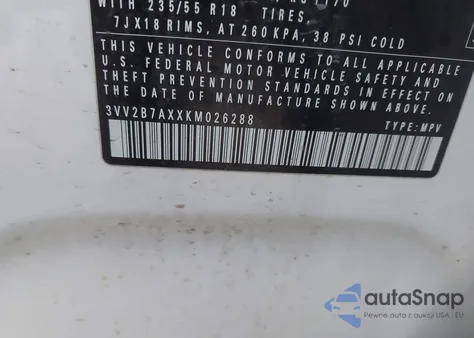 WITH 235/55 R18 TIRES,
7JX18 RIMS, AT 260KPA, 38 PSI COLD
THIS VEHICLE CONFORMS TO ALL APPLICABLE
U.S. FEDERAL MOTOR VEHICLE SAFETY AND
THEFT PREVENTION STANDARDS IN EFFECT ON
THE DATE OF MANUFACTURE SHOWN ABOVE.
3VV2B7AXXKM026288
TYPE: MPV
autoSnap
Pewne auto z aukcji USA i EU